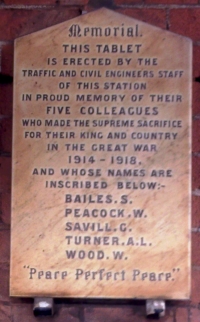 Memorial.
THIS TABLET
IS ERECTED BY THE
TRAFFIC AND CIVIL ENGINEERS STAFF
OF THIS STATION
IN PROUD MEMORY OF THEIR
FIVE COLLEAGUES
WHO MADE THE SUPREME SACRIFICE
FOR THEIR KING AND COUNTRY
IN THE GREAT WAR
1914-1918,
AND WHOSE NAMES ARE
INSCRIBED BELOW:-
BAILES.S.
PEACOCK.W.
SAVILL.G.
TURNER.A.L.
WOOD.W.
"Peace Perfect Peace."